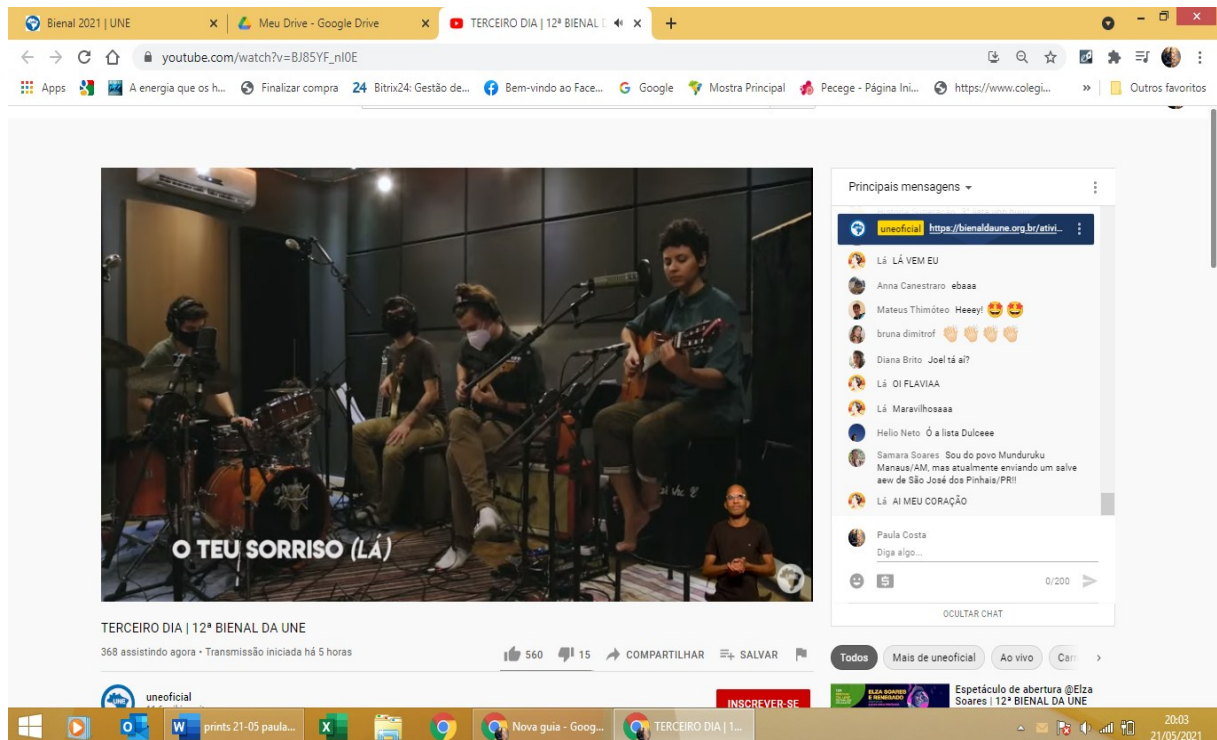 Bienal 2021 | UNE
Meu Drive - Google Drive
TERCEIRO DIA | 12ª BIENAL D
youtube.com/watch?v=BJ85YF_nI0E
Apps
A energia que os h...
Finalizar compra
24 Bitrix24: Gestão de...
Bem-vindo ao Face...
Google
Mostra Principal
Pecege - Página Ini...
https://www.colegi...
»
Outros favoritos
O TEU SORRISO (LÁ)
Principais mensagens
uneoficial https://bienaldaune.org.br/ativi...
Lá LÁ VEM EU
Anna Canestraro ebaaa
Mateus Thimóteo Heeey! 🤩 🤩
bruna dimitrof 👏🏻 👏🏻 👏🏻 👏🏻
Diana Brito Joel tá aí?
Lá OI FLAVIAA
Lá Maravilhosaaa
Helio Neto Ó a lista Dulceee
Samara Soares Sou do povo Munduruku
Manaus/AM, mas atualmente enviando um salve
aew de São José dos Pinhais/PR!!
Lá AI MEU CORAÇÃO
Paula Costa
Diga algo...
0/200
OCULTAR CHAT
TERCEIRO DIA | 12ª BIENAL DA UNE
368 assistindo agora • Transmissão iniciada há 5 horas
560
15
COMPARTILHAR
SALVAR
Todos
Mais de uneoficial
Ao vivo
uneoficial
UNE
INSCREVER-SE
ELZA SOARES
E RENEGADO
Espetáculo de abertura @Elza
Soares | 12ª BIENAL DA UNE
prints 21-05 paula...
Nova guia - Goog...
TERCEIRO DIA | 1...
20:03
21/05/2021